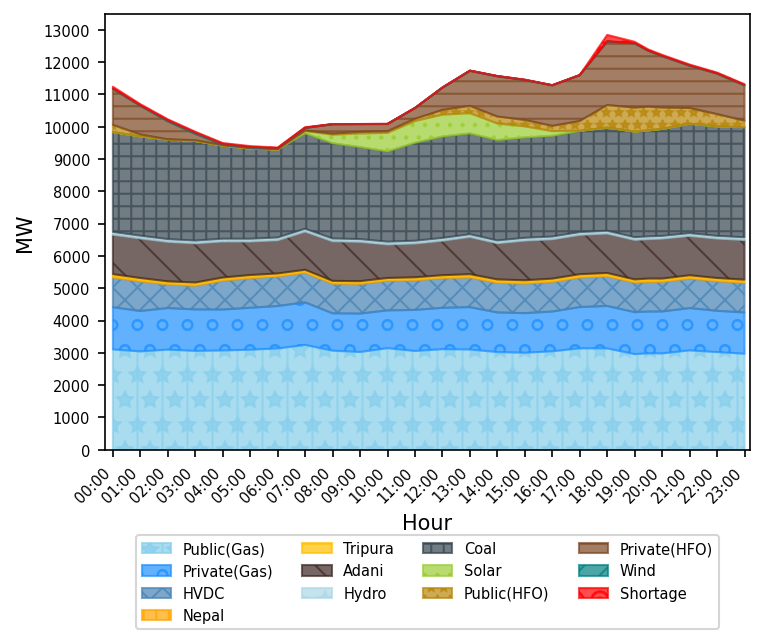 13000
12000
11000
10000
9000
8000
7000
6000
5000
4000
3000
2000
1000
0
MW
00:00 01:00 02:00 03:00 04:00 05:00 06:00 07:00 08:00 09:00 10:00 11:00 12:00 13:00 14:00 15:00 16:00 17:00 18:00 19:00 20:00 21:00 22:00 23:00
Hour
Public(Gas) Tripura Coal Private(HFO)
Private(Gas) Adani Solar Wind
HVDC Hydro Public(HFO) Shortage
Nepal